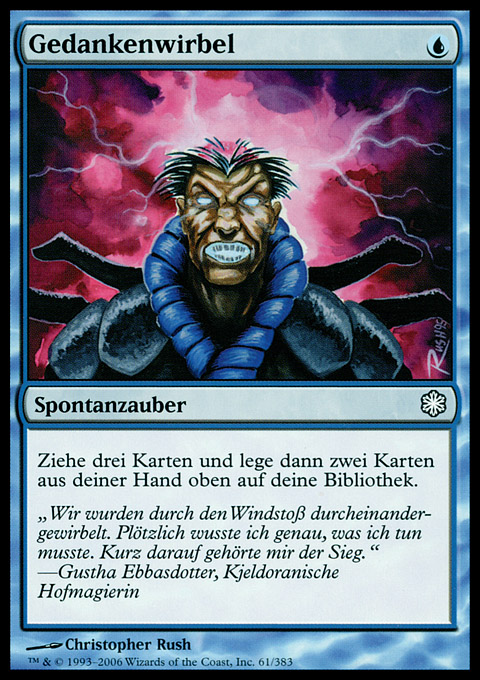 Gedankenwirbel
RUSH95
Spontanzauber
Ziehe drei Karten und lege dann zwei Karten
aus deiner Hand oben auf deine Bibliothek.
„Wir wurden durch den Windstoß durcheinander-
gewirbelt. Plötzlich wusste ich genau, was ich tun
musste. Kurz darauf gehörte mir der Sieg.“
—Gustha Ebbasdotter, Kjeldoranische
Hofmagierin
Christopher Rush
™ & © 1993–2006 Wizards of the Coast, Inc. 61/383